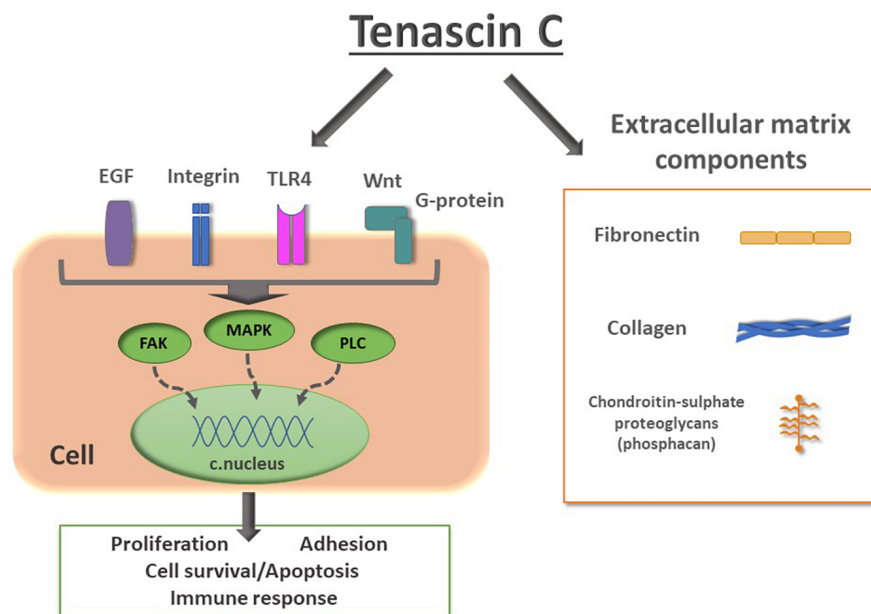 Tenascin C
EGF
Integrin
TLR4
Wnt
G-protein
FAK
MAPK
PLC
Cell
c.nucleus
Proliferation
Adhesion
Cell survival/Apoptosis
Immune response
Extracellular matrix
components
Fibronectin
Collagen
Chondroitin-sulphate
proteoglycans
(phosphacan)